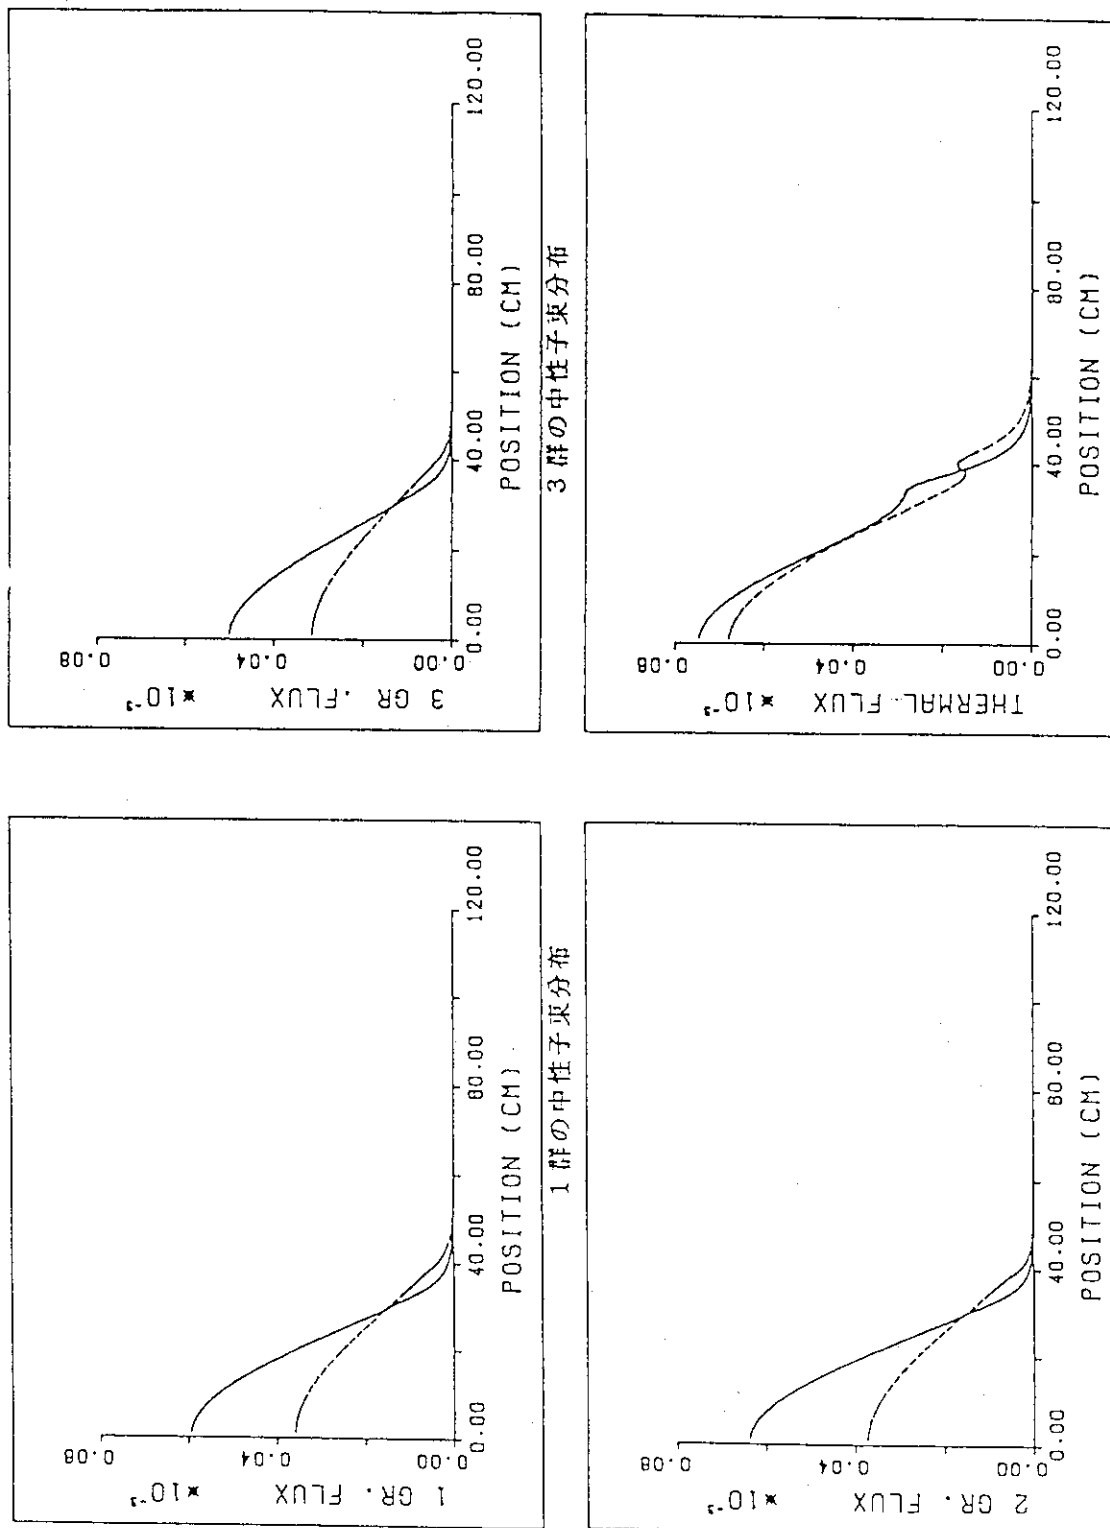 0.08
0.04
0.00
1 GR. FLUX *10⁻³
0.00
40.00
80.00
120.00
POSITION (CM)
1群の中性子束分布
0.08
0.04
0.00
3 GR. FLUX *10⁻³
0.00
40.00
80.00
120.00
POSITION (CM)
3群の中性子束分布
0.08
0.04
0.00
2 GR. FLUX *10⁻³
0.00
40.00
80.00
120.00
POSITION (CM)
0.08
0.04
0.00
THERMAL FLUX *10⁻³
0.00
40.00
80.00
120.00
POSITION (CM)